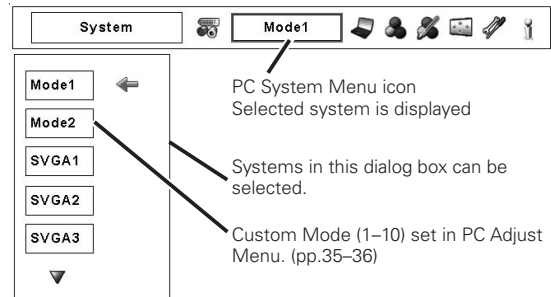 System
Mode1
Mode1
PC System Menu icon
Selected system is displayed
Mode2
SVGA1
Systems in this dialog box can be
selected.
SVGA2
SVGA3
Custom Mode (1–10) set in PC Adjust
Menu. (pp.35–36)